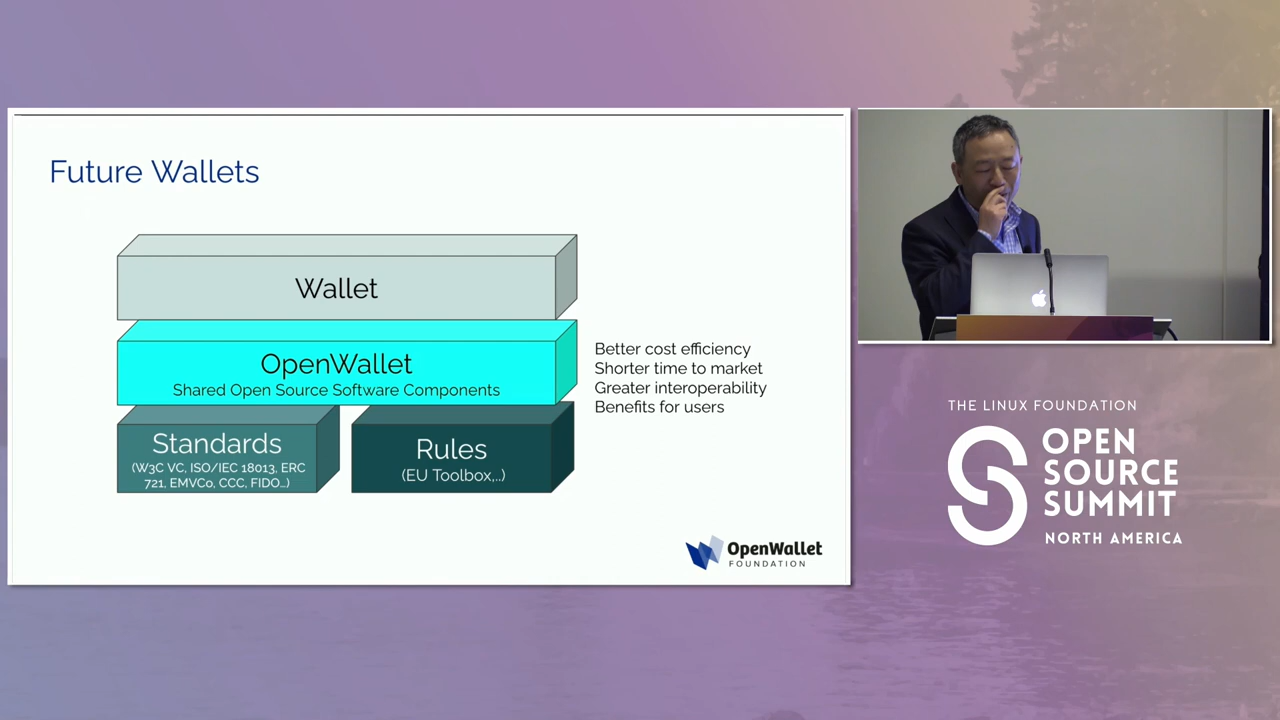 Future Wallets
Wallet
OpenWallet
Shared Open Source Software Components
Better cost efficiency
Shorter time to market
Greater interoperability
Benefits for users
Standards
(W3C VC, ISO/IEC 18013, ERC
721, EMVCo, CCC, FIDO...)
Rules
(EU Toolbox,..)
OpenWallet
FOUNDATION
THE LINUX FOUNDATION
OPEN
SOURCE
SUMMIT
NORTH AMERICA